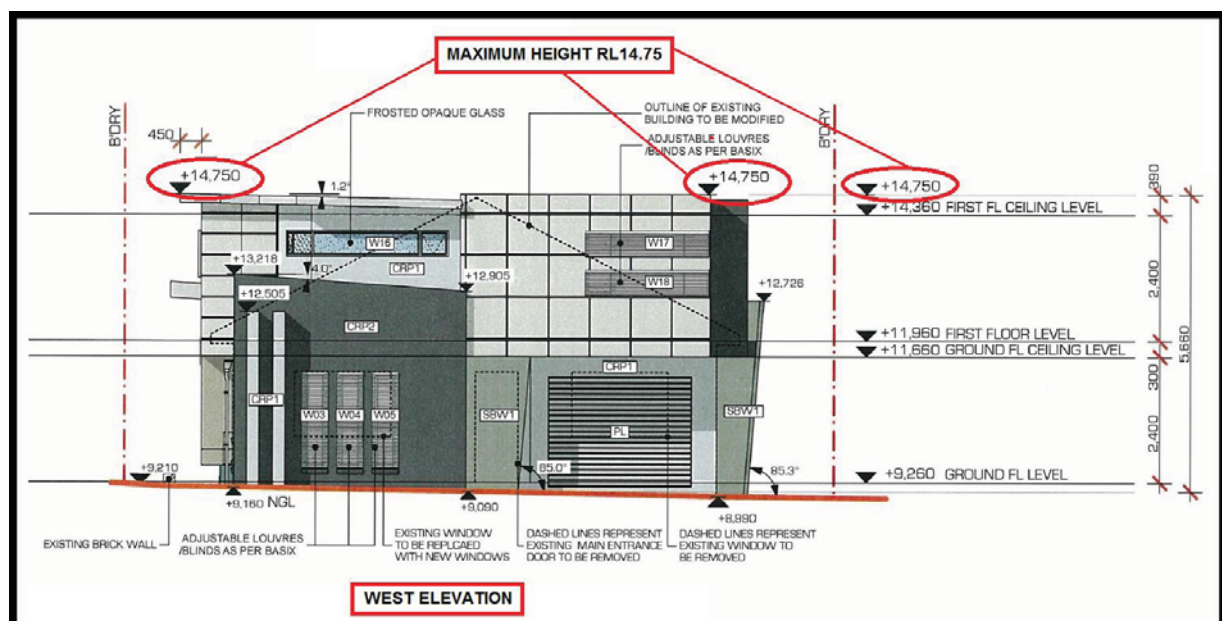 MAXIMUM HEIGHT RL14.75
B'DRY
450
FROSTED OPAQUE GLASS
OUTLINE OF EXISTING
BUILDING TO BE MODIFIED
ADJUSTABLE LOUVRES
/BLINDS AS PER BASIX
B'DRY
+14,750
1.2°
+14,750
+14,750
390
+14,360 FIRST FL CEILING LEVEL
W16
W17
+13,218
4.0°
CRP1
+12,905
W18
+12,726
2,400
+12,505
CRP2
+11,960 FIRST FLOOR LEVEL
+11,660 GROUND FL CEILING LEVEL
5,660
300
CRP1
CRP1
W03
W04
W05
SBW1
PL
SBW1
2,400
+9,210
85.0°
85.3°
+9,260 GROUND FL LEVEL
+9,160 NGL
+9,090
+8,990
EXISTING BRICK WALL
ADJUSTABLE LOUVRES
/BLINDS AS PER BASIX
EXISTING WINDOW
TO BE REPLCAED
WITH NEW WINDOWS
DASHED LINES REPRESENT
EXISTING MAIN ENTRANCE
DOOR TO BE REMOVED
DASHED LINES REPRESENT
EXISTING WINDOW TO
BE REMOVED
WEST ELEVATION